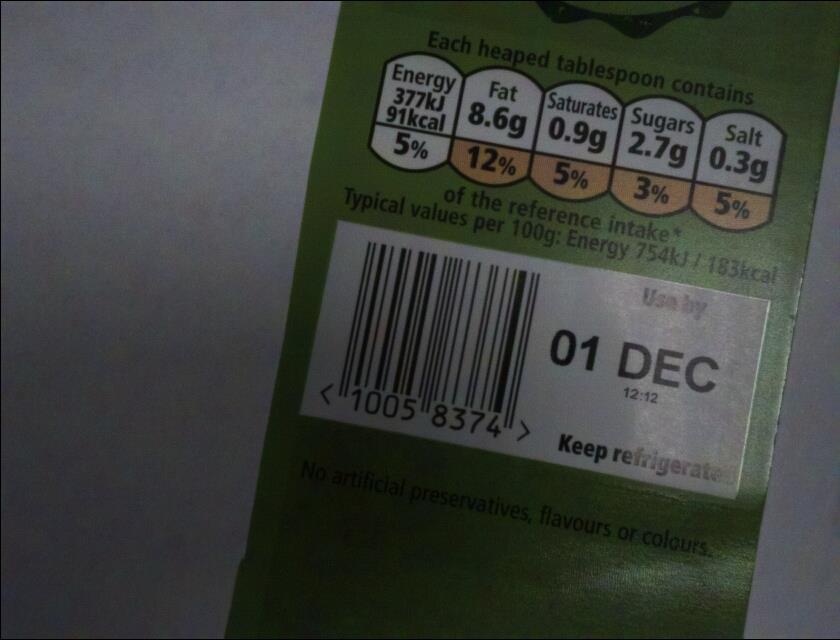 Each heaped tablespoon contains
Energy 377kJ 91kcal 5%
Fat 8.6g 12%
Saturates 0.9g 5%
Sugars 2.7g 3%
Salt 0.3g 5%
of the reference intake*
Typical values per 100g: Energy 754kJ / 183kcal
Use by
01 DEC
12:12
< 1005 8374 >
Keep refrigerated
No artificial preservatives, flavours or colours.